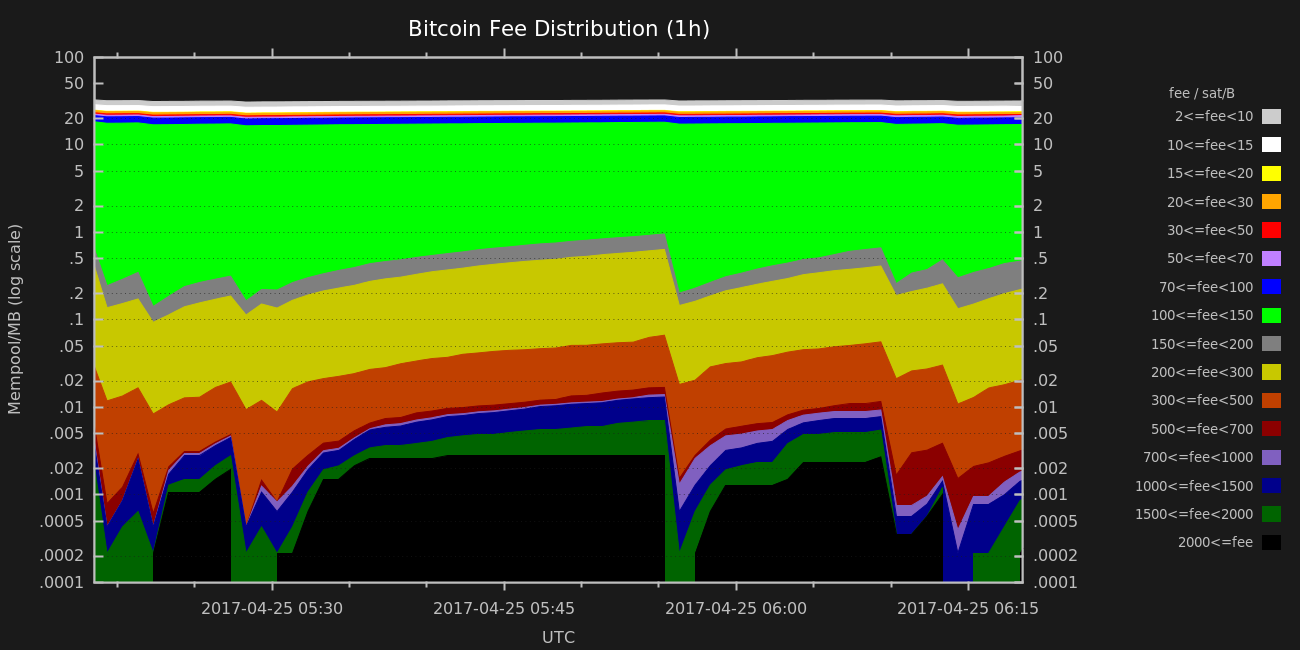 Bitcoin Fee Distribution (1h)
Mempool/MB (log scale)
100
50
20
10
5
2
1
.5
.2
.1
.05
.02
.01
.005
.002
.001
.0005
.0002
.0001
100
50
20
10
5
2
1
.5
.2
.1
.05
.02
.01
.005
.002
.001
.0005
.0002
.0001
2017-04-25 05:30
2017-04-25 05:45
2017-04-25 06:00
2017-04-25 06:15
UTC
fee / sat/B
2<=fee<10
10<=fee<15
15<=fee<20
20<=fee<30
30<=fee<50
50<=fee<70
70<=fee<100
100<=fee<150
150<=fee<200
200<=fee<300
300<=fee<500
500<=fee<700
700<=fee<1000
1000<=fee<1500
1500<=fee<2000
2000<=fee